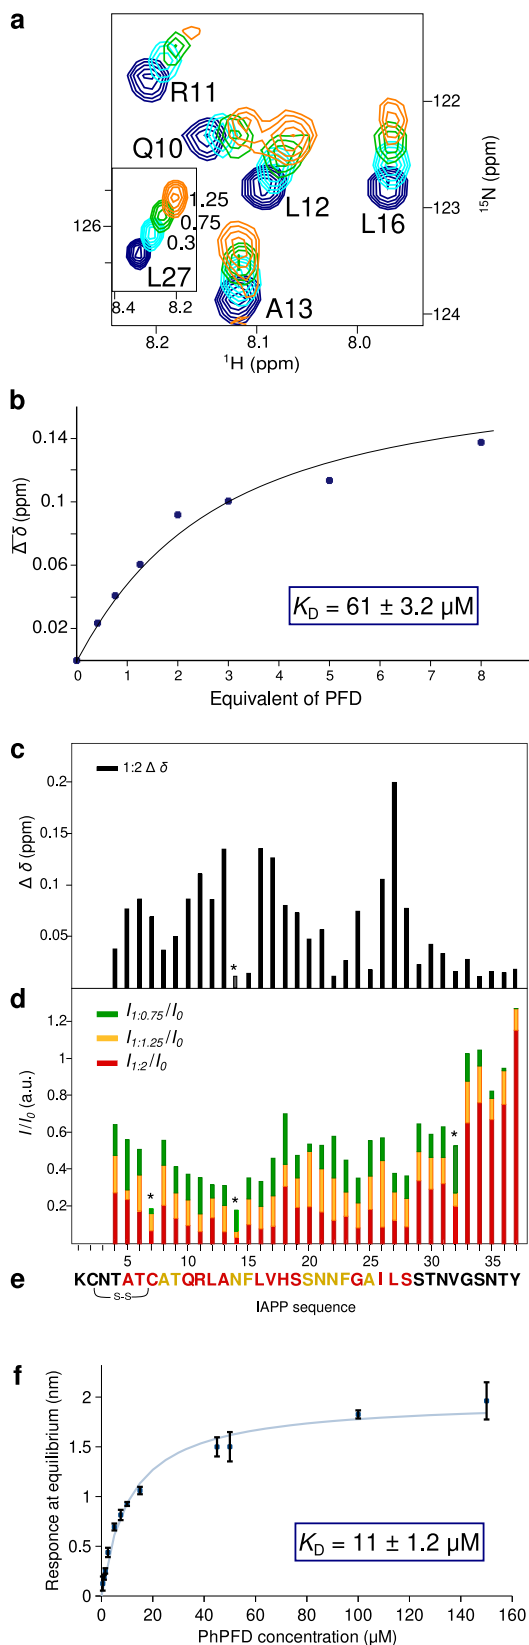 a
R11
Q10
L12
L16
A13
1.25
0.75
0.3
L27
126
8.4
8.2
122
123
124
¹⁵N (ppm)
8.2
8.1
8.0
¹H (ppm)
b
0.14
0.1
0.06
0.02
Δ̅δ (ppm)
K_D = 61 ± 3.2 µM
0 1 2 3 4 5 6 8
Equivalent of PFD
c
1:2 Δ δ
0.2
0.15
0.1
0.05
Δ δ (ppm)
*
d
I1:0.75/I0
I1:1.25/I0
I1:2/I0
1.2
1
0.8
0.6
0.4
0.2
I/I0 (a.u.)
* * *
5 10 15 20 25 30 35
e KCNTATCATQRLANFLVHSSNNFGAILSSTNVGSNTY
S-S
IAPP sequence
f
2
1.5
1
0.5
0
Responce at equilibrium (nm)
K_D = 11 ± 1.2 µM
0 20 40 60 80 100 120 140 160
PhPFD concentration (µM)